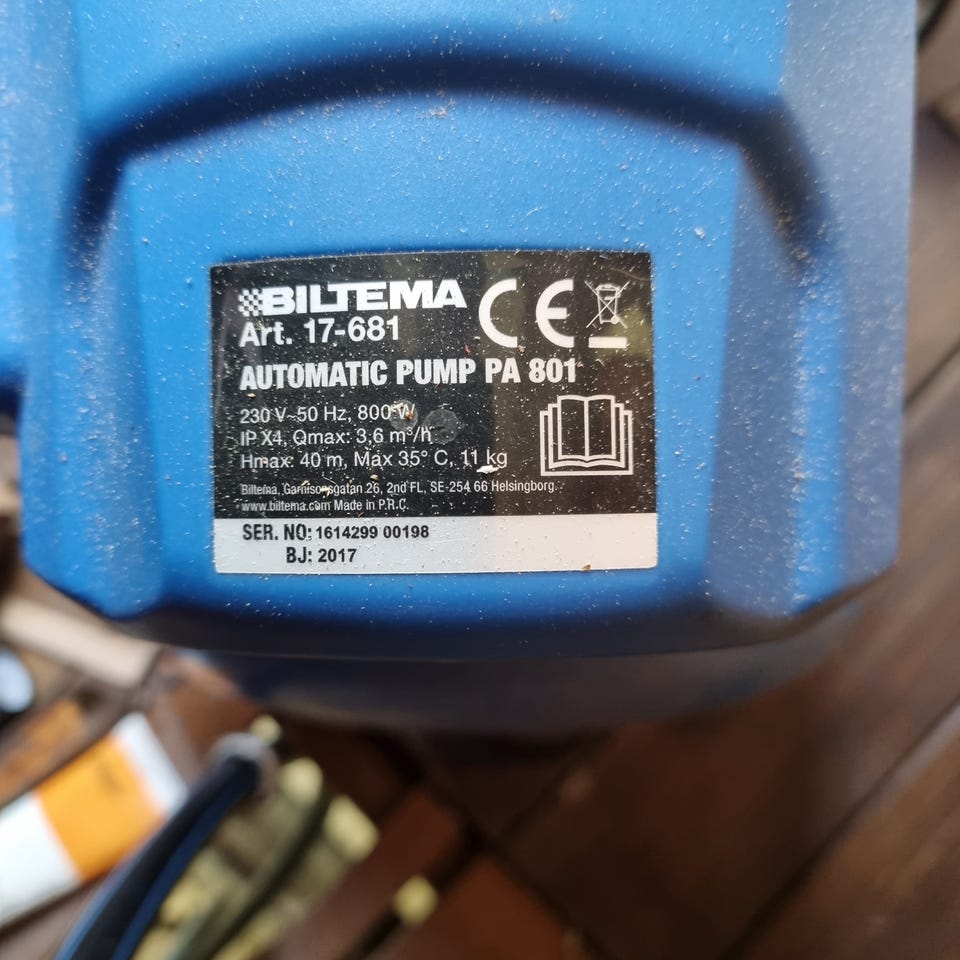 BILTEMA CE
Art. 17-681
AUTOMATIC PUMP PA 801
230 V~50 Hz, 800 W
IP X4, Qmax: 3,6 m³/h
Hmax: 40 m, Max 35° C, 11 kg
Biltema, Garnisonsgatan 26, 2nd FL, SE-254 66 Helsingborg.
www.biltema.com Made in P.R.C.
SER. NO: 1614299 00198
BJ: 2017